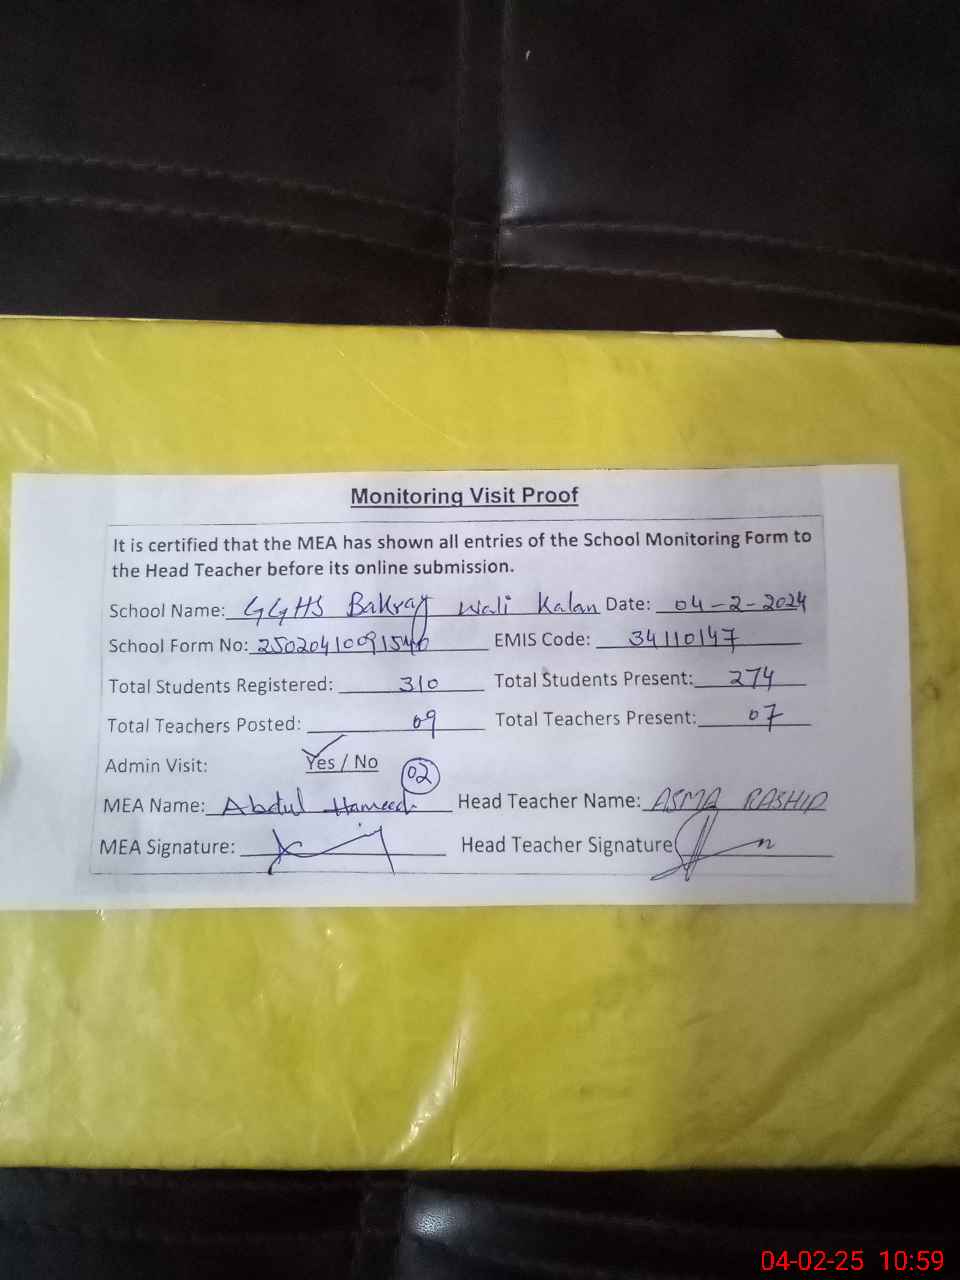 Monitoring Visit Proof
It is certified that the MEA has shown all entries of the School Monitoring Form to
the Head Teacher before its online submission.
School Name: GGHS Bakray Wali Kalan Date: 04-2-2024
School Form No: 25020410091540 EMIS Code: 34110147
Total Students Registered: 310 Total Students Present: 274
Total Teachers Posted: 09 Total Teachers Present: 07
Admin Visit: Yes / No 02
MEA Name: Abdul Hameed Head Teacher Name: ASMA RASHID
MEA Signature: Head Teacher Signature
04-02-25 10:59